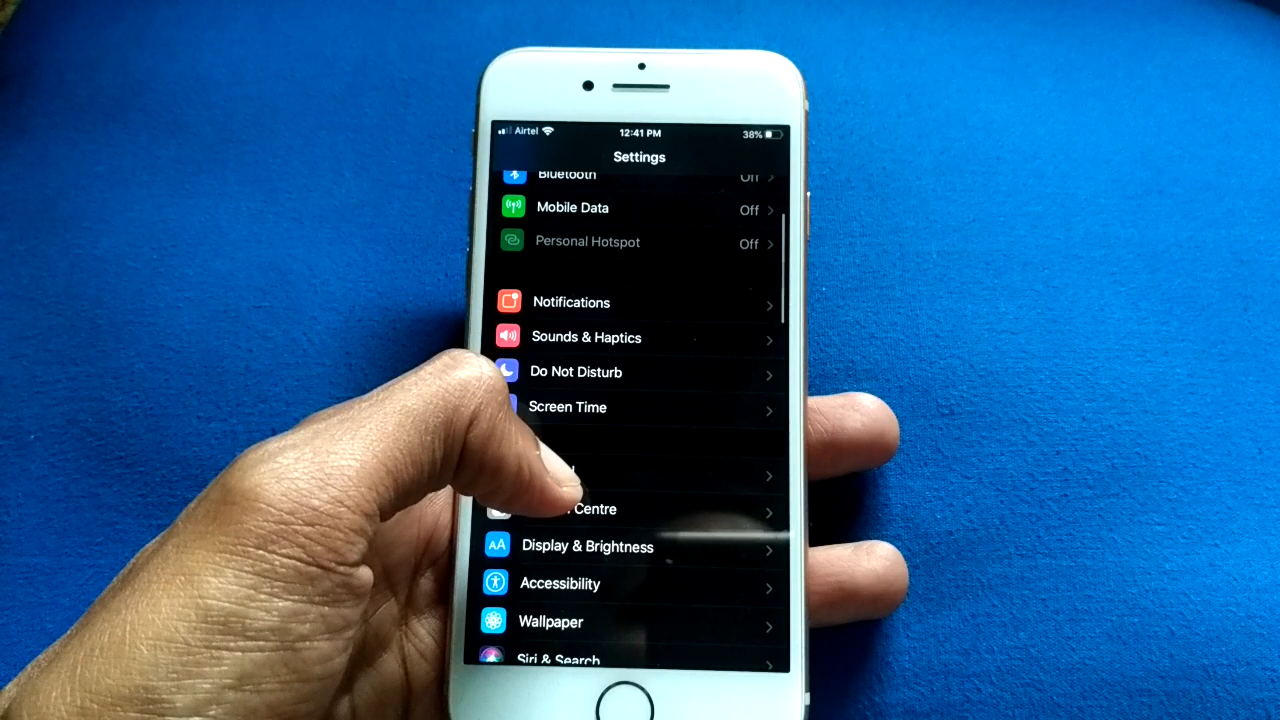 Airtel 12:41 PM 38%
Settings
Bluetooth Off
Mobile Data Off
Personal Hotspot Off
Notifications
Sounds & Haptics
Do Not Disturb
Screen Time
Centre
AA Display & Brightness
Accessibility
Wallpaper
Siri & Search